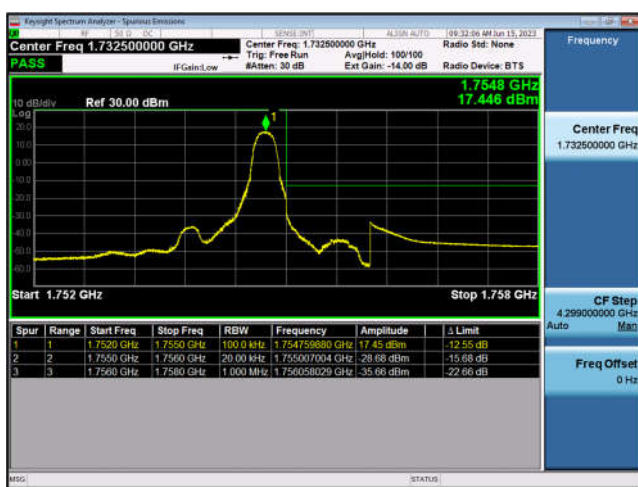 Keysight Spectrum Analyzer - Spurious Emissions
RF 50 Ω DC SENSE:INT ALIGN AUTO 09:32:06 AM Jun 15, 2023
Center Freq 1.732500000 GHz Center Freq: 1.732500000 GHz Radio Std: None
Trig: Free Run Avg|Hold: 100/100
PASS IFGain:Low #Atten: 30 dB Ext Gain: -14.00 dB Radio Device: BTS
1.7548 GHz
10 dB/div Ref 30.00 dBm 17.446 dBm
Log
20.0
10.0
0.00
-10.0
-20.0
-30.0
-40.0
-50.0
-60.0
1
Start 1.752 GHz Stop 1.758 GHz
Spur Range Start Freq Stop Freq RBW Frequency Amplitude Δ Limit
1 1 1.7520 GHz 1.7550 GHz 100.0 kHz 1.754759880 GHz 17.45 dBm -12.55 dB
2 2 1.7550 GHz 1.7560 GHz 20.00 kHz 1.755007004 GHz -28.68 dBm -15.68 dB
3 3 1.7560 GHz 1.7580 GHz 1.000 MHz 1.756058029 GHz -35.66 dBm -22.66 dB
MSG STATUS
Frequency
Center Freq
1.732500000 GHz
CF Step
4.299000000 GHz
Auto Man
Freq Offset
0 Hz